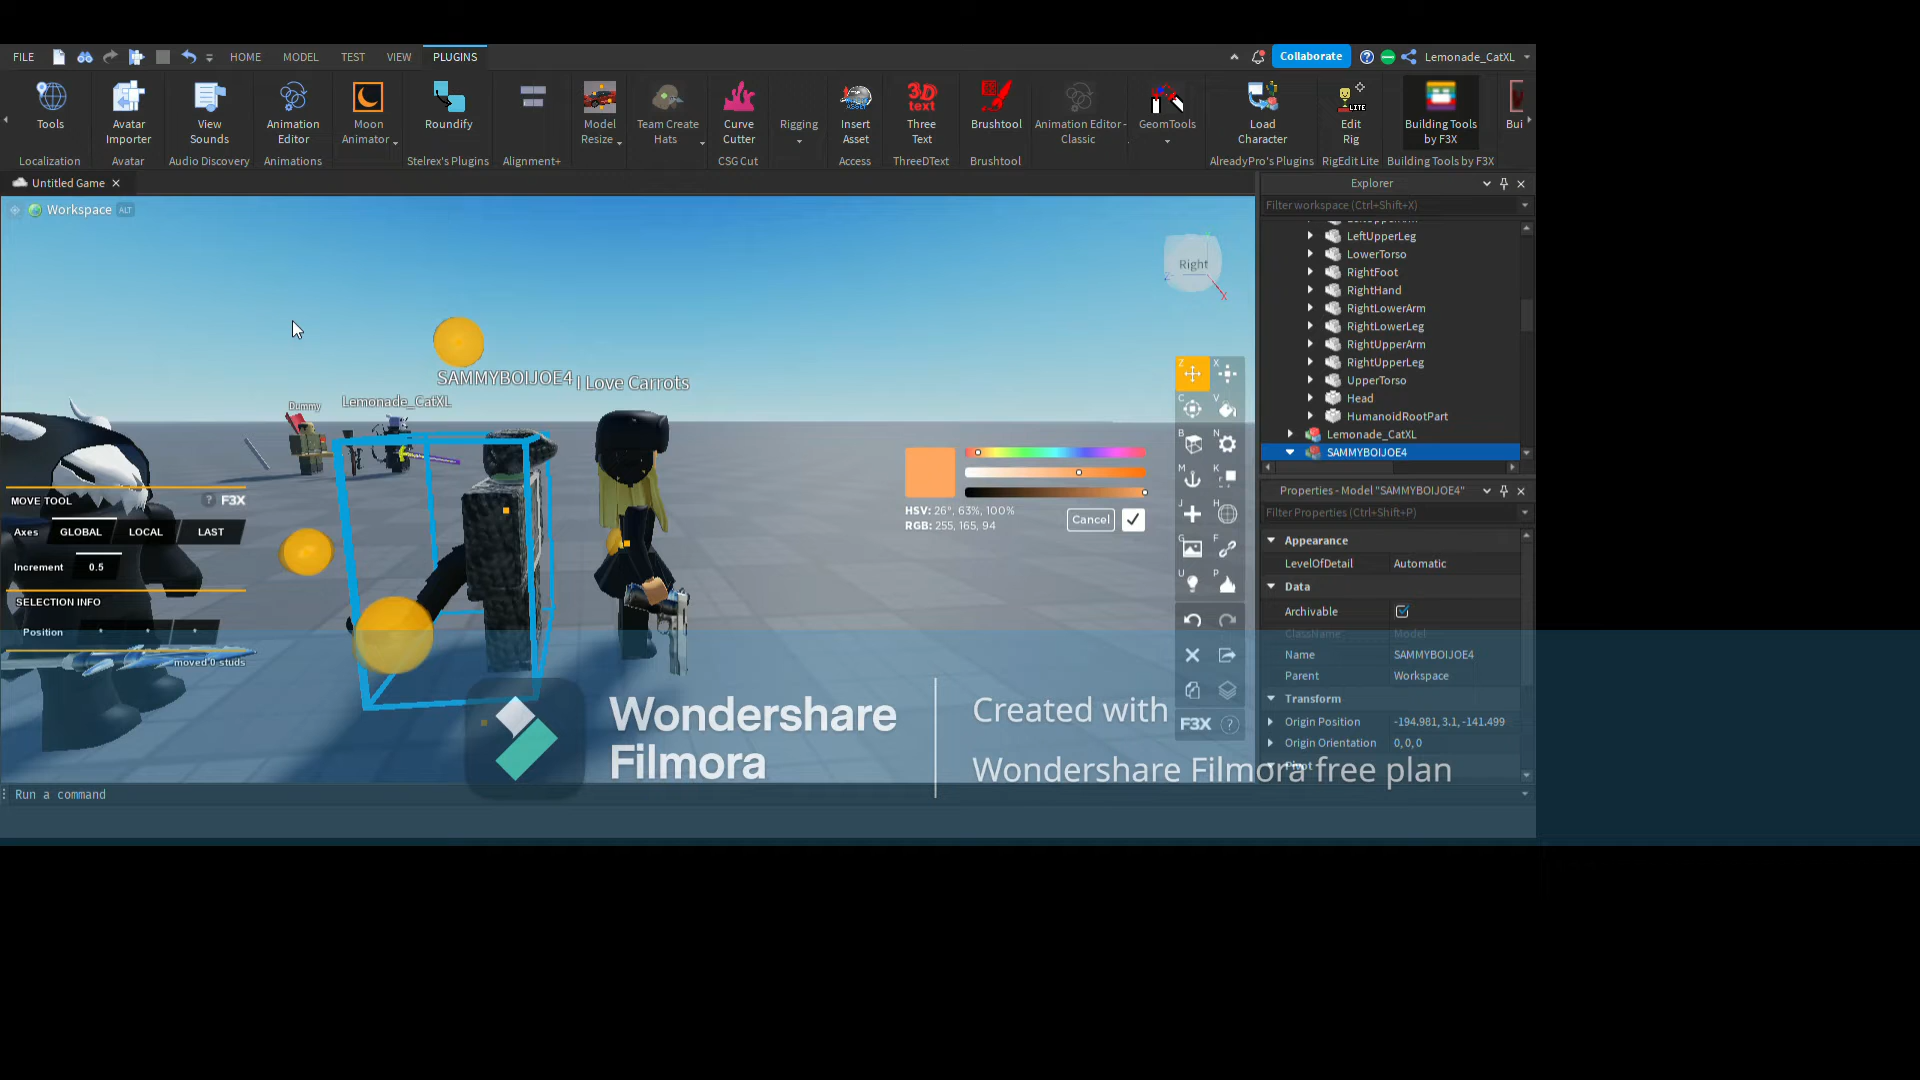 FILE HOME MODEL TEST VIEW PLUGINS Collaborate Lemonade_CatXL
Tools
Avatar Importer
View Sounds
Animation Editor
Moon Animator
Roundify
Model Resize
Team Create Hats
Curve Cutter
Rigging
Insert Asset
3D text
Three Text
Brushtool
Animation Editor - Classic
GeomTools
Load Character
LITE
Edit Rig
Building Tools by F3X
Bui
Localization Avatar Audio Discovery Animations Stelrex's Plugins Alignment+ CSG Cut Access ThreeDText Brushtool AlreadyPro's Plugins RigEdit Lite Building Tools by F3X
Untitled Game
Workspace ALT
Right
X
SAMMYBOIJOE4
I Love Carrots
Dummy
Lemonade_CatXL
MOVE TOOL ? F3X
Axes GLOBAL LOCAL LAST
Increment 0.5
SELECTION INFO
Position * * *
moved 0 studs
HSV: 26°, 63%, 100%
RGB: 255, 165, 94
Cancel
Z X
C V
B N
M K
J H
G F
U P
F3X ?
Explorer
Filter workspace (Ctrl+Shift+X)
LeftUpperArm
LeftUpperLeg
LowerTorso
RightFoot
RightHand
RightLowerArm
RightLowerLeg
RightUpperArm
RightUpperLeg
UpperTorso
Head
HumanoidRootPart
Lemonade_CatXL
SAMMYBOIJOE4
Properties - Model "SAMMYBOIJOE4"
Filter Properties (Ctrl+Shift+P)
Appearance
LevelOfDetail Automatic
Data
Archivable
ClassName Model
Name SAMMYBOIJOE4
Parent Workspace
Transform
Origin Position -194.981, 3.1, -141.499
Origin Orientation 0, 0, 0
Pivot
Wondershare
Filmora
Created with
Wondershare Filmora free plan
Run a command